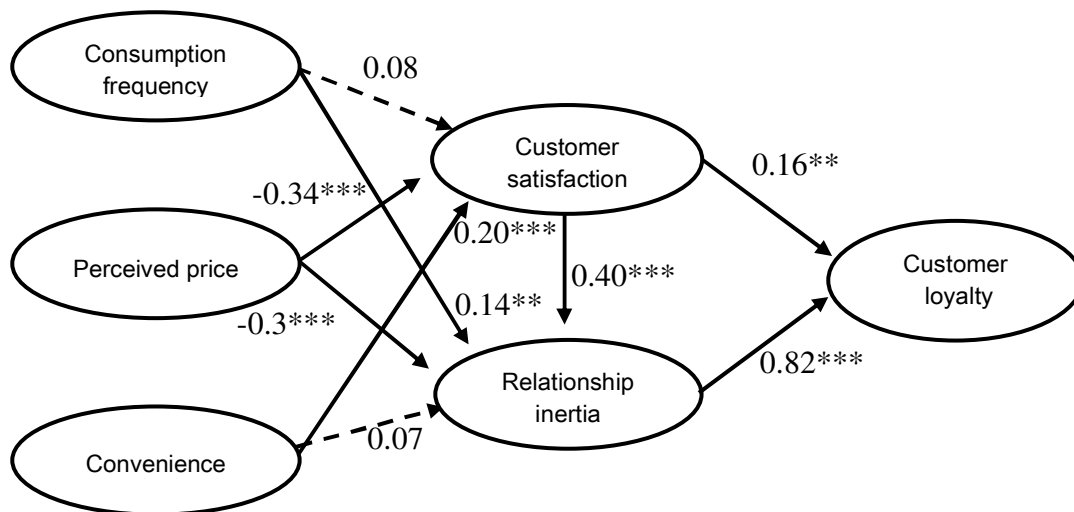 Consumption
frequency
0.08
Customer
satisfaction
0.16**
-0.34***
0.20***
Perceived price
0.40***
Customer
loyalty
-0.3***
0.14**
0.82***
Relationship
inertia
Convenience
0.07